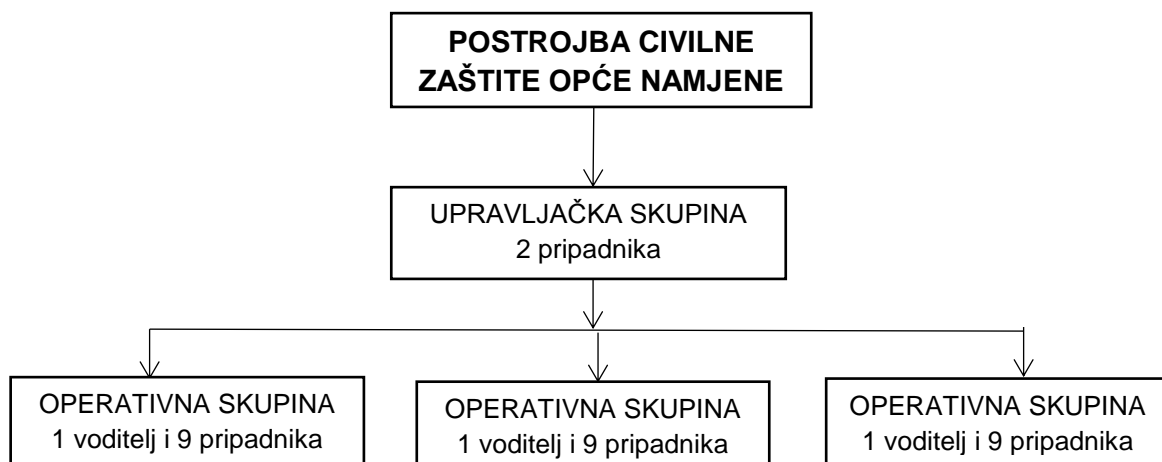 POSTROJBA CIVILNE
ZAŠTITE OPĆE NAMJENE
UPRAVLJAČKA SKUPINA
2 pripadnika
OPERATIVNA SKUPINA
1 voditelj i 9 pripadnika
OPERATIVNA SKUPINA
1 voditelj i 9 pripadnika
OPERATIVNA SKUPINA
1 voditelj i 9 pripadnika